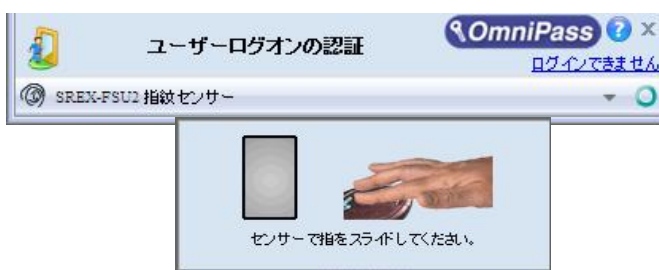 ユーザーログオンの認証
OmniPass
ログインできません
SREX-FSU2 指紋センサー
センサーで指をスライドしてください。